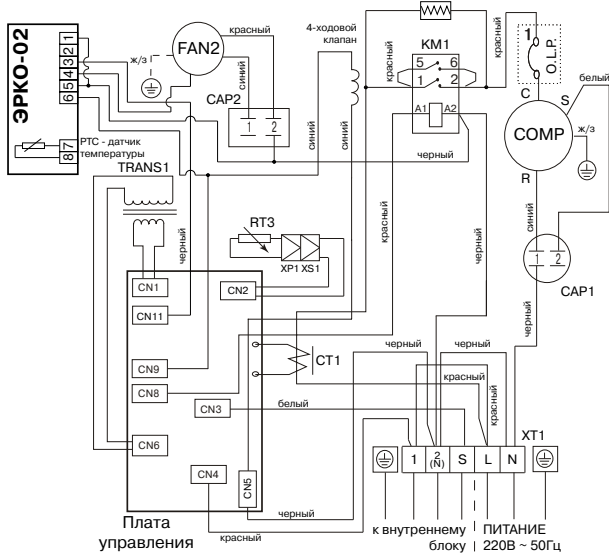 ЭРКО-02
1
2
3
4
5
6
7
8
РТС - датчик
температуры
ж/з
FAN2
красный
синий
CAP2
1 2
4-ходовой
клапан
красный
KM1
5 6
1 2
A1 A2
красный
1
O.L.P.
C
S
белый
COMP
ж/з
R
синий
синий
черный
TRANS1
черный
RT3
XP1 XS1
красный
черный
синий
1 2
CAP1
черный
CN1
CN2
CN11
CN9
CN8
CN3
CN6
CN4
CN5
CT1
черный
черный
красный
красный
белый
XT1
1
2
(N)
S
L
N
черный
красный
Плата
управления
к внутреннему
блоку
ПИТАНИЕ
220В ~ 50Гц